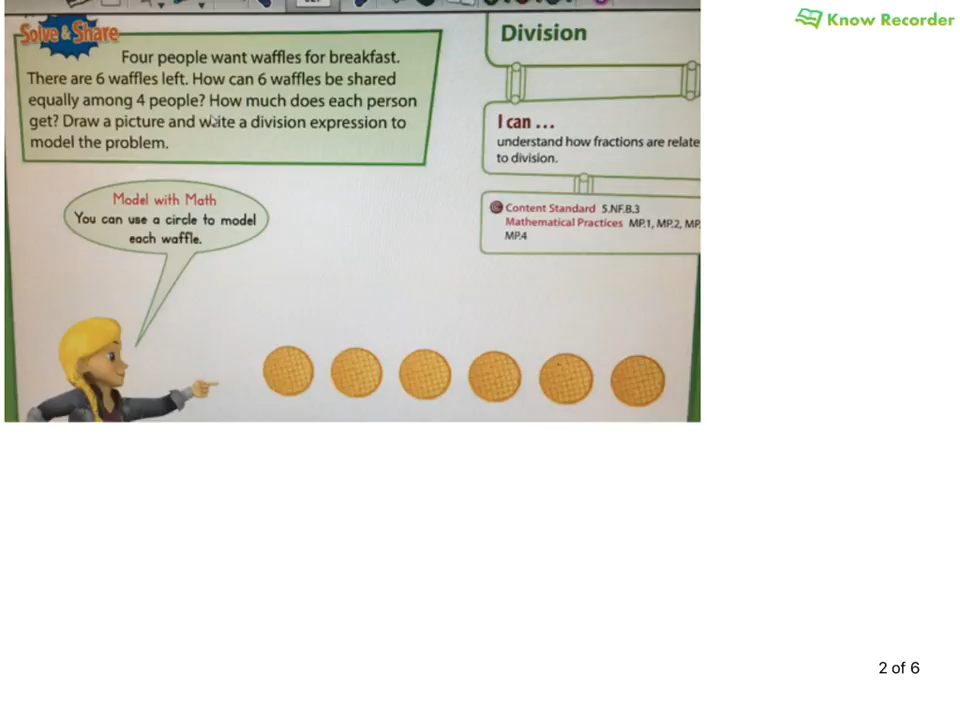 Know Recorder
Solve & Share
Four people want waffles for breakfast.
There are 6 waffles left. How can 6 waffles be shared
equally among 4 people? How much does each person
get? Draw a picture and write a division expression to
model the problem.
Division
I can ...
understand how fractions are relate
to division.
Content Standard 5.NF.B.3
Mathematical Practices MP.1, MP.2, MP.
MP.4
Model with Math
You can use a circle to model
each waffle.
2 of 6